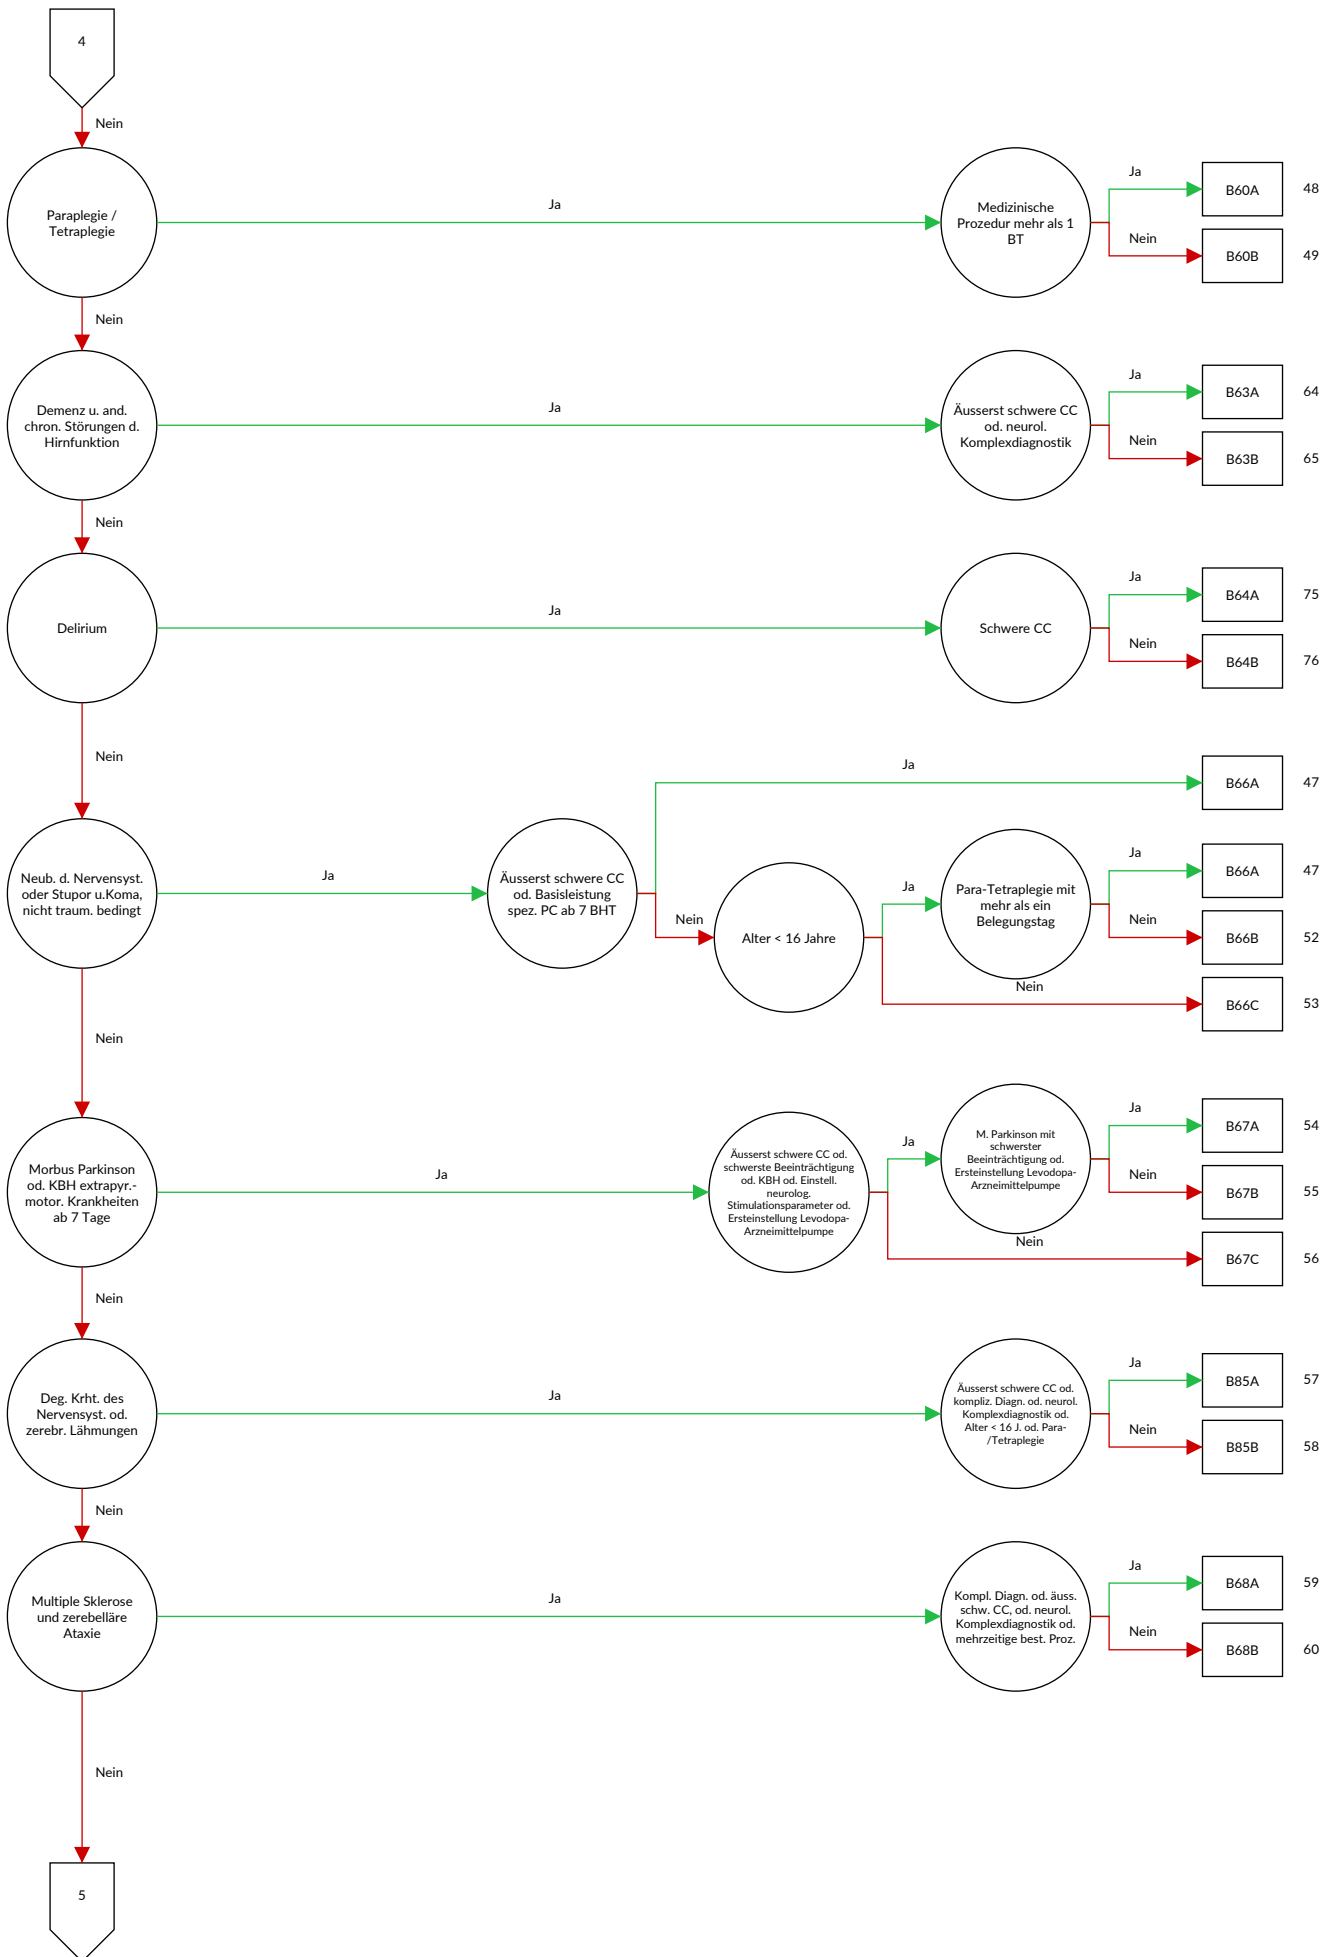 4
Nein
Paraplegie /
Tetraplegie
Ja
Medizinische
Prozedur mehr als 1
BT
Ja
B60A
48
Nein
B60B
49
Nein
Demenz u. and.
chron. Störungen d.
Hirnfunktion
Ja
Äusserst schwere CC
od. neurol.
Komplexdiagnostik
Ja
B63A
64
Nein
B63B
65
Nein
Delirium
Ja
Schwere CC
Ja
B64A
75
Nein
B64B
76
Nein
Neub. d. Nervensyst.
oder Stupor u.Koma,
nicht traum. bedingt
Ja
Äusserst schwere CC
od. Basisleistung
spez. PC ab 7 BHT
Ja
B66A
47
Nein
Alter < 16 Jahre
Ja
Para-Tetraplegie mit
mehr als ein
Belegungstag
Ja
B66A
47
Nein
B66B
52
Nein
B66C
53
Nein
Morbus Parkinson
od. KBH extrapyr.-
motor. Krankheiten
ab 7 Tage
Ja
Äusserst schwere CC od.
schwerste Beeinträchtigung
od. KBH od. Einstell.
neurolog.
Stimulationsparameter od.
Ersteinstellung Levodopa-
Arzneimittelpumpe
Ja
M. Parkinson mit
schwerster
Beeinträchtigung od.
Ersteinstellung Levodopa-
Arzneimittelpumpe
Ja
B67A
54
Nein
B67B
55
Nein
B67C
56
Nein
Deg. Krht. des
Nervensyst. od.
zerebr. Lähmungen
Ja
Äusserst schwere CC od.
kompliz. Diagn. od. neurol.
Komplexdiagnostik od.
Alter < 16 J. od. Para-
/Tetraplegie
Ja
B85A
57
Nein
B85B
58
Nein
Multiple Sklerose
und zerebelläre
Ataxie
Ja
Kompl. Diagn. od. äuss.
schw. CC, od. neurol.
Komplexdiagnostik od.
mehrzeitige best. Proz.
Ja
B68A
59
Nein
B68B
60
Nein
5